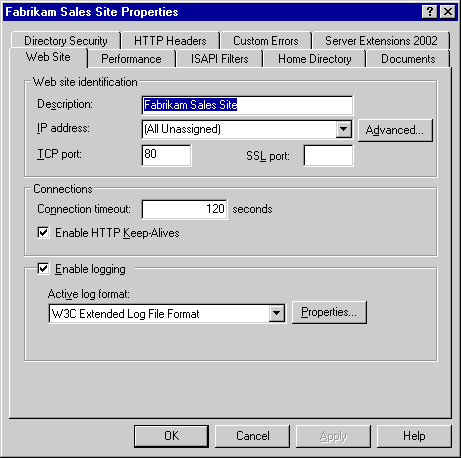 Fabrikam Sales Site Properties
Directory Security HTTP Headers Custom Errors Server Extensions 2002
Web Site Performance ISAPI Filters Home Directory Documents
Web site identification
Description: Fabrikam Sales Site
IP address: (All Unassigned) Advanced...
TCP port: 80 SSL port:
Connections
Connection timeout: 120 seconds
Enable HTTP Keep-Alives
Enable logging
Active log format:
W3C Extended Log File Format Properties...
OK Cancel Apply Help